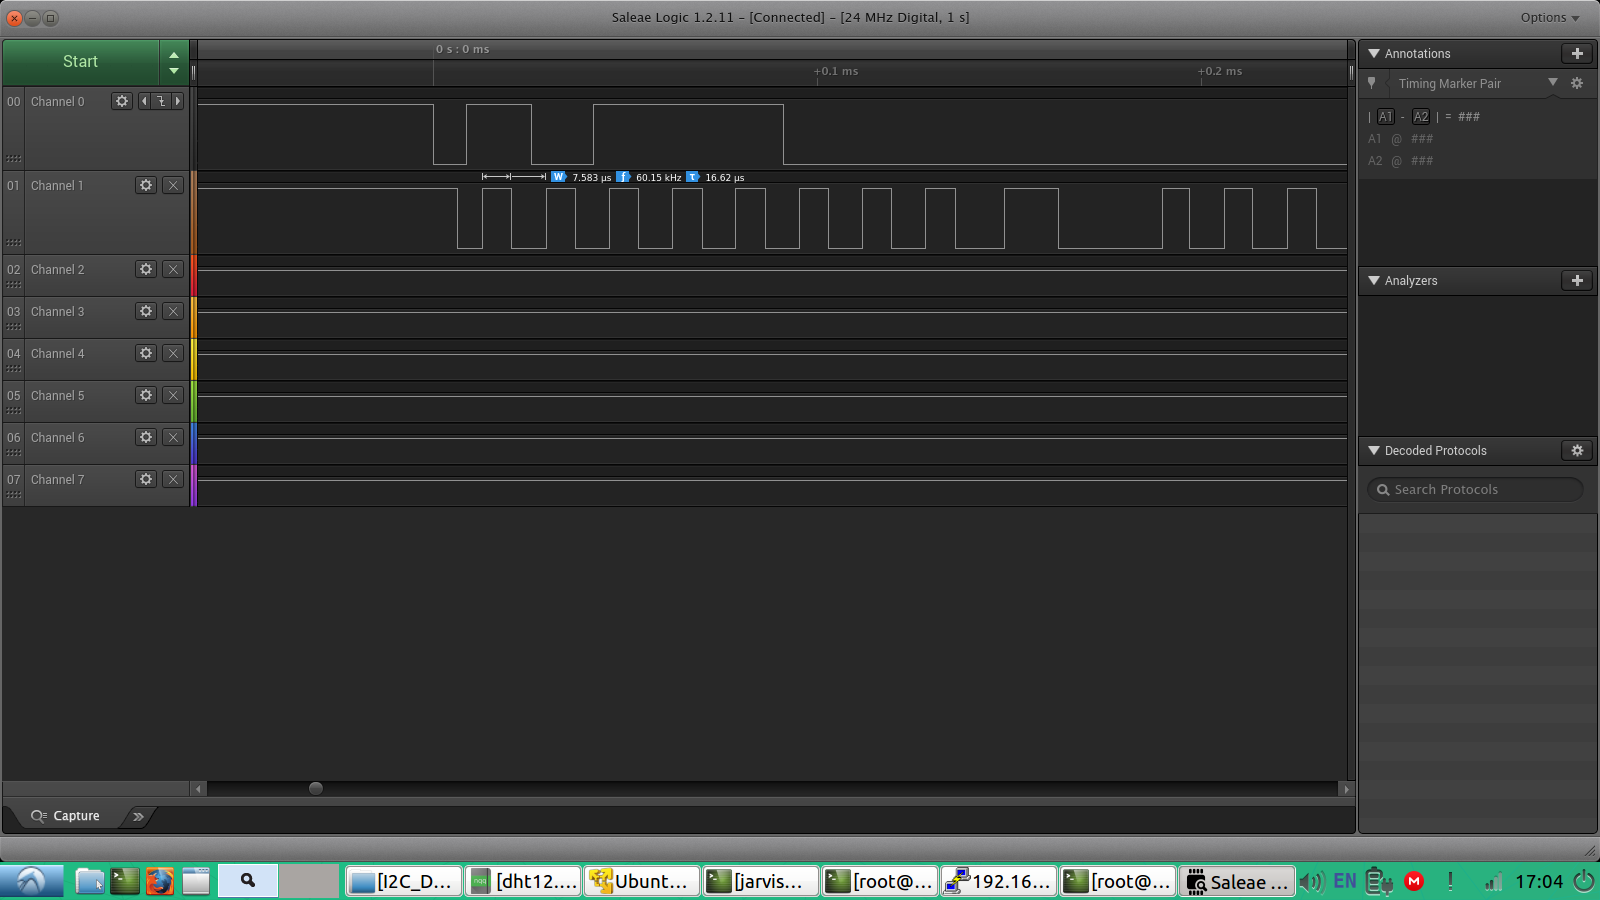 Saleae Logic 1.2.11 - [Connected] - [24 MHz Digital, 1 s]
Options
Start
0 s : 0 ms
+0.1 ms
+0.2 ms
00 Channel 0
W 7.583 µs f 60.15 kHz τ 16.62 µs
01 Channel 1
02 Channel 2
03 Channel 3
04 Channel 4
05 Channel 5
06 Channel 6
07 Channel 7
Annotations
Timing Marker Pair
| A1 - A2 | = ###
A1 @ ###
A2 @ ###
Analyzers
Decoded Protocols
Search Protocols
Capture
[I2C_D...
[dht12....
Ubunt...
[jarvis...
[root@...
192.16...
[root@...
Saleae ...
EN
17:04